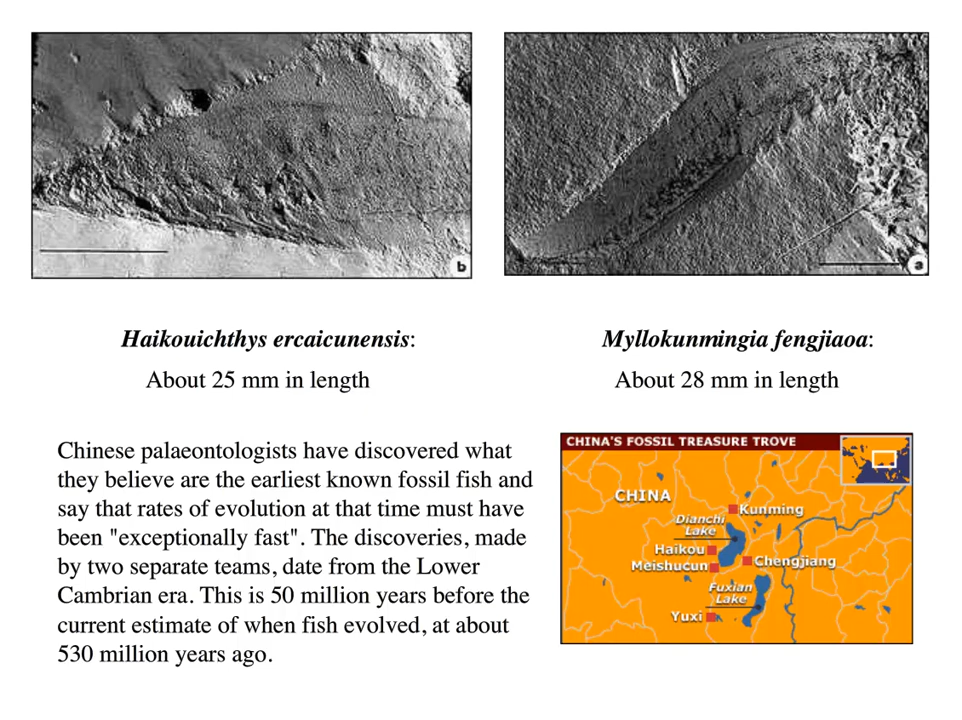 b
a
Haikouichthys ercaicunensis:
About 25 mm in length
Myllokunmingia fengjiaoa:
About 28 mm in length
Chinese palaeontologists have discovered what
they believe are the earliest known fossil fish and
say that rates of evolution at that time must have
been "exceptionally fast". The discoveries, made
by two separate teams, date from the Lower
Cambrian era. This is 50 million years before the
current estimate of when fish evolved, at about
530 million years ago.
CHINA'S FOSSIL TREASURE TROVE
CHINA
Kunming
Dianchi
Lake
Haikou
Meishucun
Chengjiang
Fuxian
Lake
Yuxi